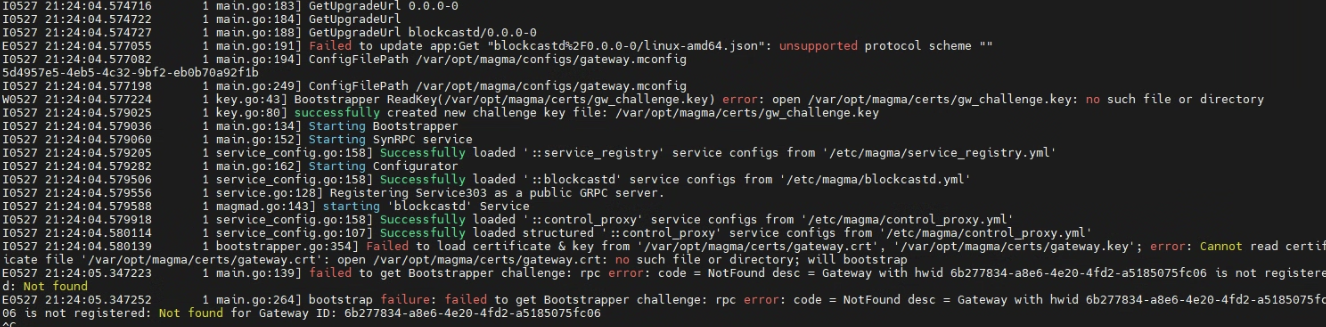 I0527 21:24:04.574716 1 main.go:183] GetUpgradeUrl 0.0.0-0
I0527 21:24:04.574722 1 main.go:184] GetUpgradeUrl
I0527 21:24:04.574727 1 main.go:188] GetUpgradeUrl blockcastd/0.0.0-0
E0527 21:24:04.577055 1 main.go:191] Failed to update app:Get "blockcastd%2F0.0.0-0/linux-amd64.json": unsupported protocol scheme ""
I0527 21:24:04.577082 1 main.go:194] ConfigFilePath /var/opt/magma/configs/gateway.mconfig
5d4957e5-4eb5-4c32-9bf2-eb0b70a92f1b
I0527 21:24:04.577198 1 main.go:249] ConfigFilePath /var/opt/magma/configs/gateway.mconfig
W0527 21:24:04.577224 1 key.go:43] Bootstrapper ReadKey(/var/opt/magma/certs/gw_challenge.key) error: open /var/opt/magma/certs/gw_challenge.key: no such file or directory
I0527 21:24:04.579025 1 key.go:80] successfully created new challenge key file: /var/opt/magma/certs/gw_challenge.key
I0527 21:24:04.579036 1 main.go:134] Starting Bootstrapper
I0527 21:24:04.579060 1 main.go:152] Starting SynRPC service
I0527 21:24:04.579205 1 service_config.go:158] Successfully loaded '::service_registry' service configs from '/etc/magma/service_registry.yml'
I0527 21:24:04.579282 1 main.go:162] Starting Configurator
I0527 21:24:04.579506 1 service_config.go:158] Successfully loaded '::blockcastd' service configs from '/etc/magma/blockcastd.yml'
I0527 21:24:04.579556 1 service.go:128] Registering Service303 as a public GRPC server.
I0527 21:24:04.579588 1 magmad.go:143] starting 'blockcastd' Service
I0527 21:24:04.579918 1 service_config.go:158] Successfully loaded '::control_proxy' service configs from '/etc/magma/control_proxy.yml'
I0527 21:24:04.580114 1 service_config.go:107] Successfully loaded structured '::control_proxy' service configs from '/etc/magma/control_proxy.yml'
I0527 21:24:04.580139 1 bootstrapper.go:354] Failed to load certificate & key from '/var/opt/magma/certs/gateway.crt', '/var/opt/magma/certs/gateway.key'; error: Cannot read certif
icate file '/var/opt/magma/certs/gateway.crt': open /var/opt/magma/certs/gateway.crt: no such file or directory; will bootstrap
E0527 21:24:05.347223 1 main.go:139] failed to get Bootstrapper challenge: rpc error: code = NotFound desc = Gateway with hwid 6b277834-a8e6-4e20-4fd2-a5185075fc06 is not registere
d: Not found
E0527 21:24:05.347252 1 main.go:264] bootstrap failure: failed to get Bootstrapper challenge: rpc error: code = NotFound desc = Gateway with hwid 6b277834-a8e6-4e20-4fd2-a5185075fc
06 is not registered: Not found for Gateway ID: 6b277834-a8e6-4e20-4fd2-a5185075fc06